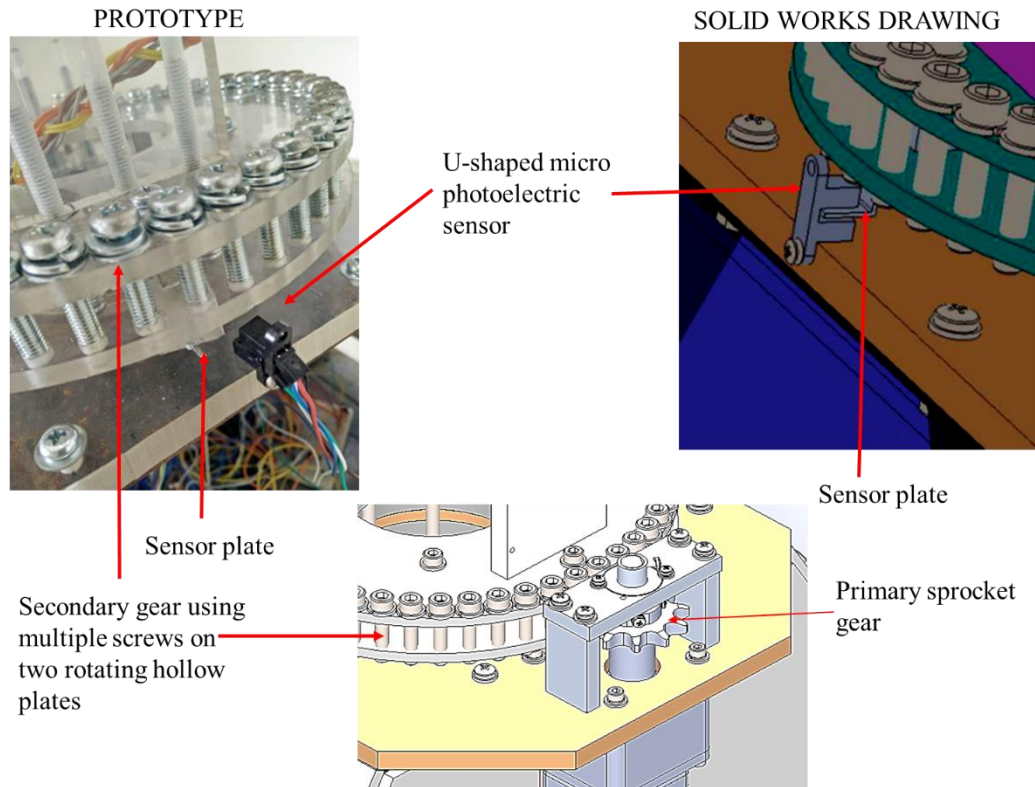 PROTOTYPE
SOLID WORKS DRAWING
U-shaped micro
photoelectric
sensor
Sensor plate
Sensor plate
Secondary gear using
multiple screws on
two rotating hollow
plates
Primary sprocket
gear